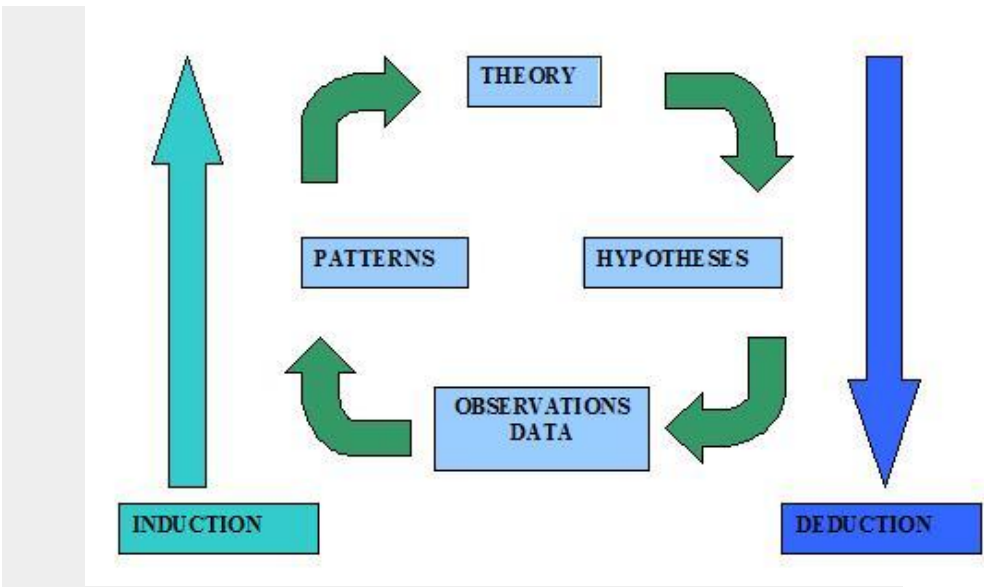 THEORY
PATTERNS
HYPOTHESES
OBSERVATIONS
DATA
INDUCTION
DEDUCTION